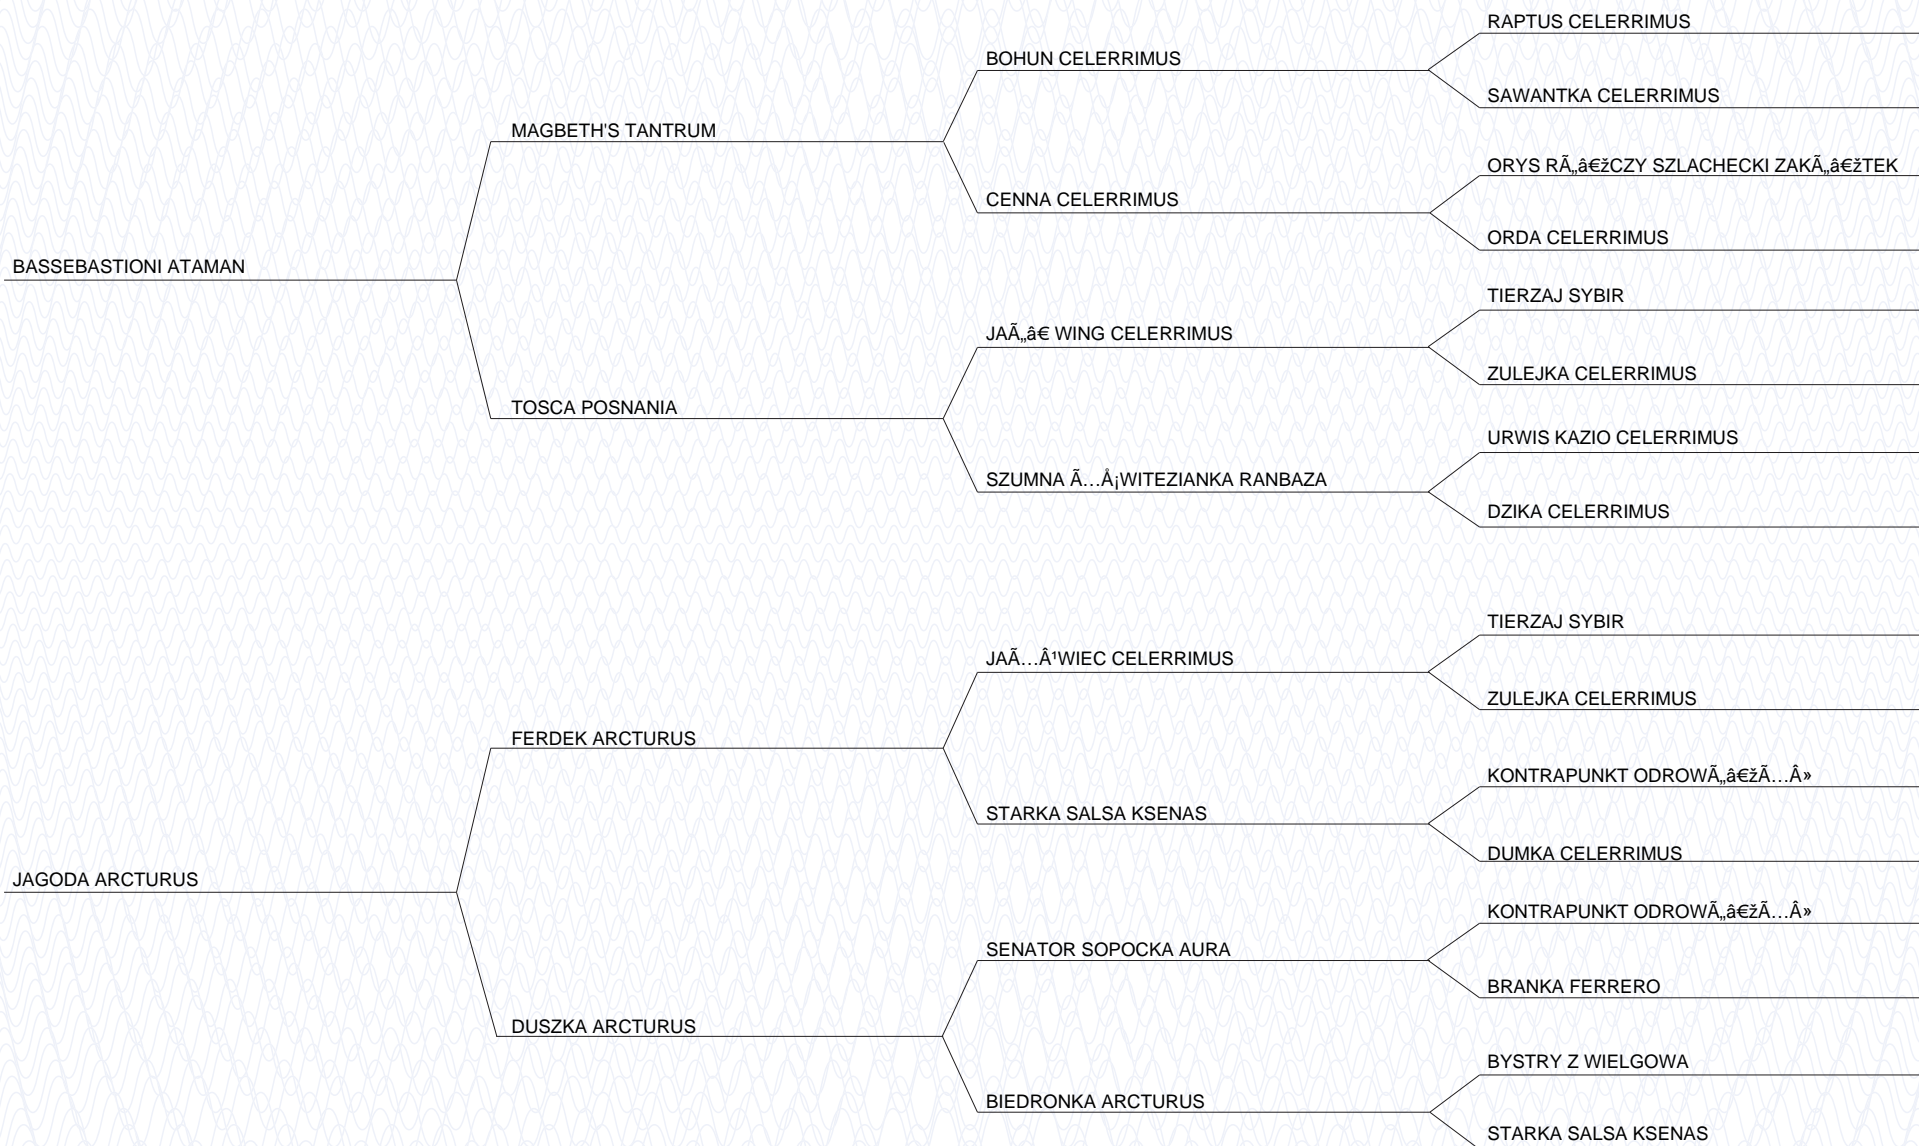 RAPTUS CELERRIMUS
BOHUN CELERRIMUS
SAWANTKA CELERRIMUS
MAGBETH'S TANTRUM
ORYS RÃ„â€žCZY SZLACHECKI ZAKÃ„â€žTEK
CENNA CELERRIMUS
ORDA CELERRIMUS
BASSEBASTIONI ATAMAN
TIERZAJ SYBIR
JAÃ„â€ WING CELERRIMUS
ZULEJKA CELERRIMUS
TOSCA POSNANIA
URWIS KAZIO CELERRIMUS
SZUMNA Ã…Å¡WITEZIANKA RANBAZA
DZIKA CELERRIMUS
TIERZAJ SYBIR
JAÃ…Â¹WIEC CELERRIMUS
ZULEJKA CELERRIMUS
FERDEK ARCTURUS
KONTRAPUNKT ODROWÃ„â€žÃ…Â»
STARKA SALSA KSENAS
DUMKA CELERRIMUS
JAGODA ARCTURUS
KONTRAPUNKT ODROWÃ„â€žÃ…Â»
SENATOR SOPOCKA AURA
BRANKA FERRERO
DUSZKA ARCTURUS
BYSTRY Z WIELGOWA
BIEDRONKA ARCTURUS
STARKA SALSA KSENAS